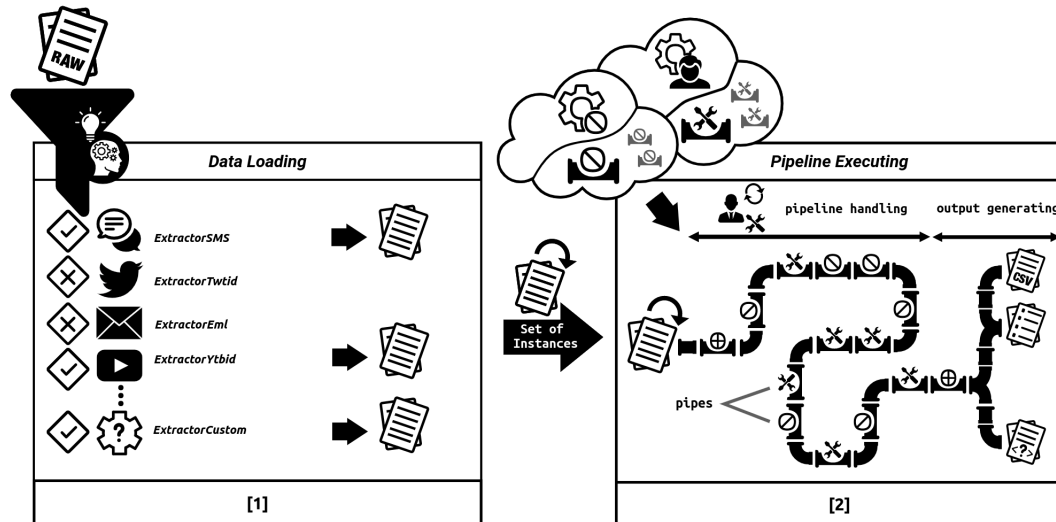 RAW
Data Loading
ExtractorSMS
ExtractorTwtid
ExtractorEml
ExtractorYtbid
?
ExtractorCustom
[1]
Set of
Instances
Pipeline Executing
pipeline handling
output generating
CSV
pipes
<?>
[2]